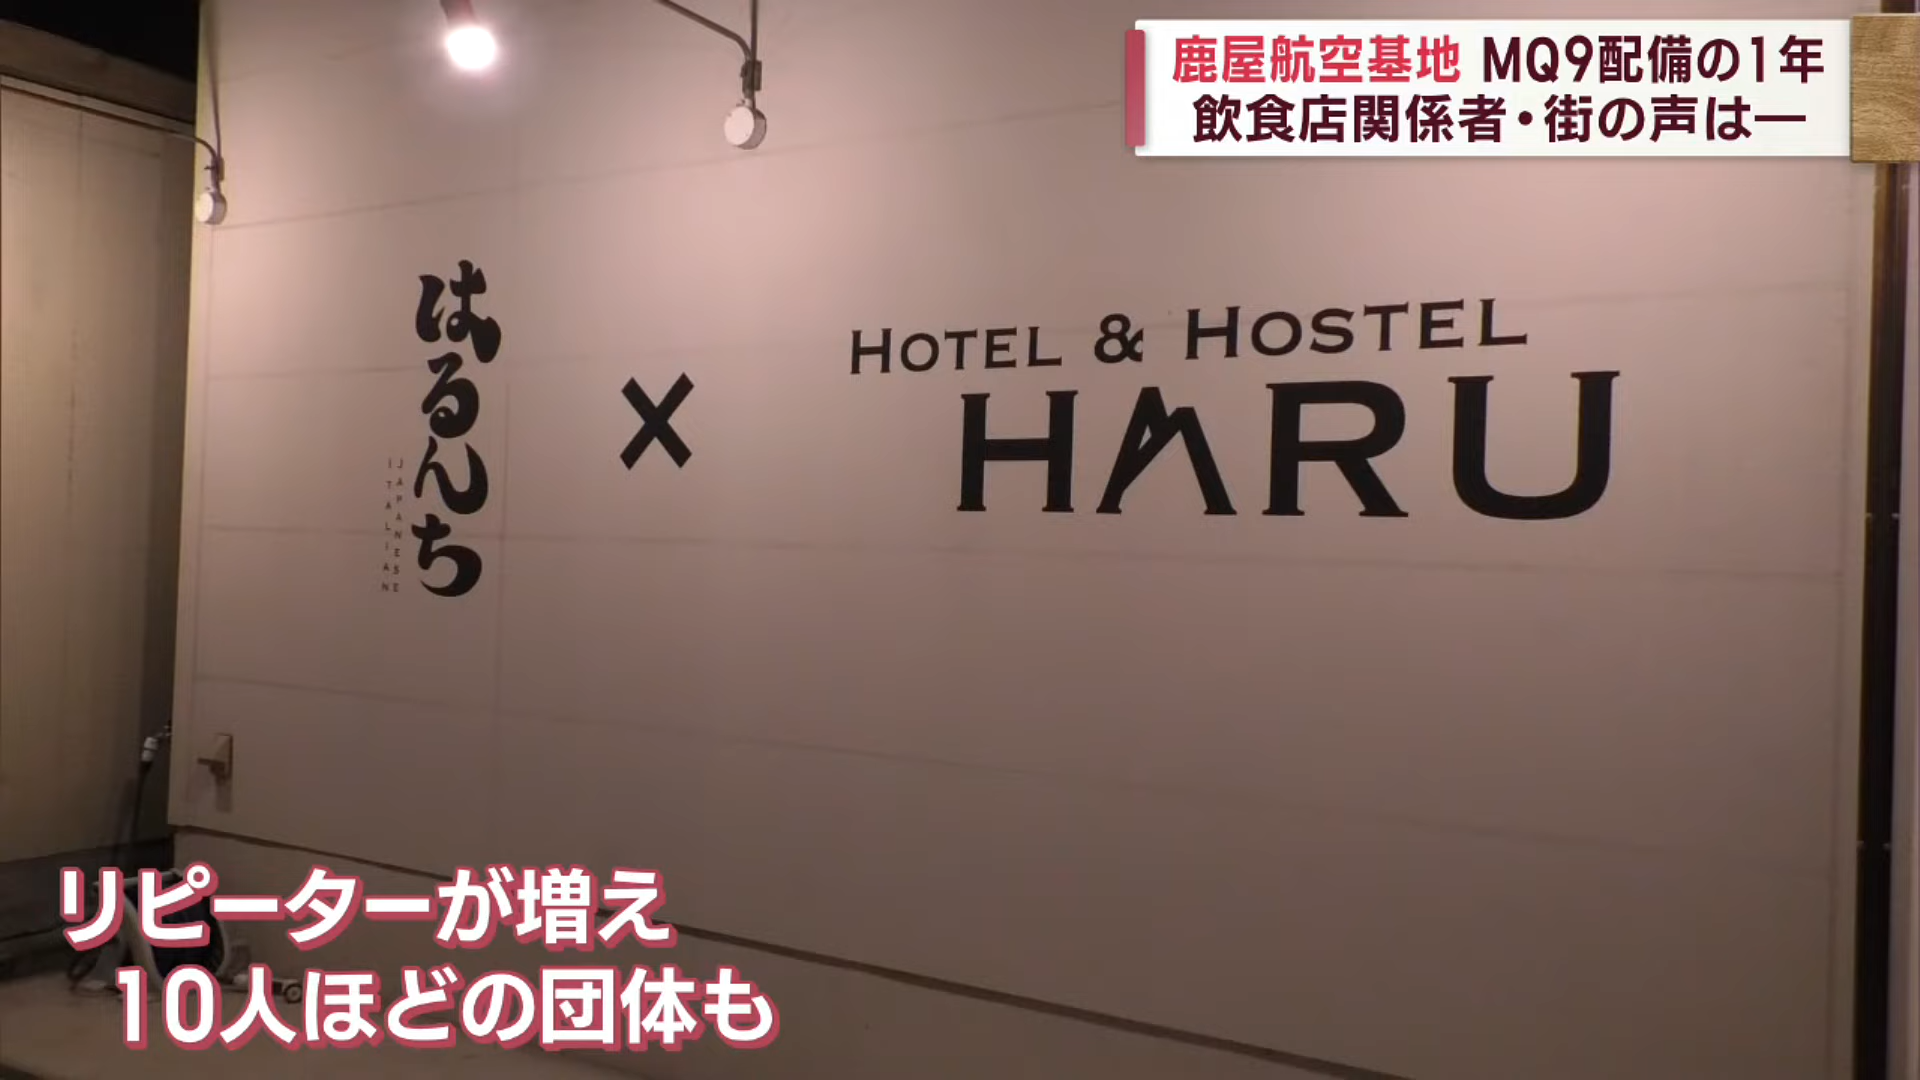 鹿屋航空基地 MQ9配備の1年
飲食店関係者・街の声は―
はるんち
JAPANESE
ITALIAN
×
HOTEL & HOSTEL
HARU
リピーターが増え
10人ほどの団体も